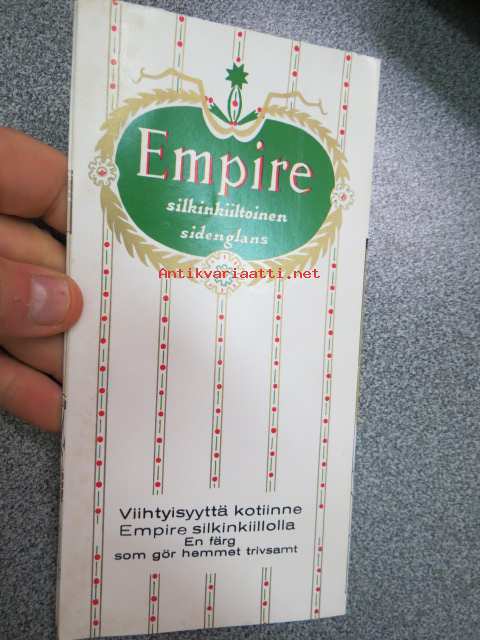 Empire
silkinkiiltoinen
sidenglans
Antikvariaatti.net
Viihtyisyyttä kotiinne
Empire silkinkiillolla
En färg
som gör hemmet trivsamt